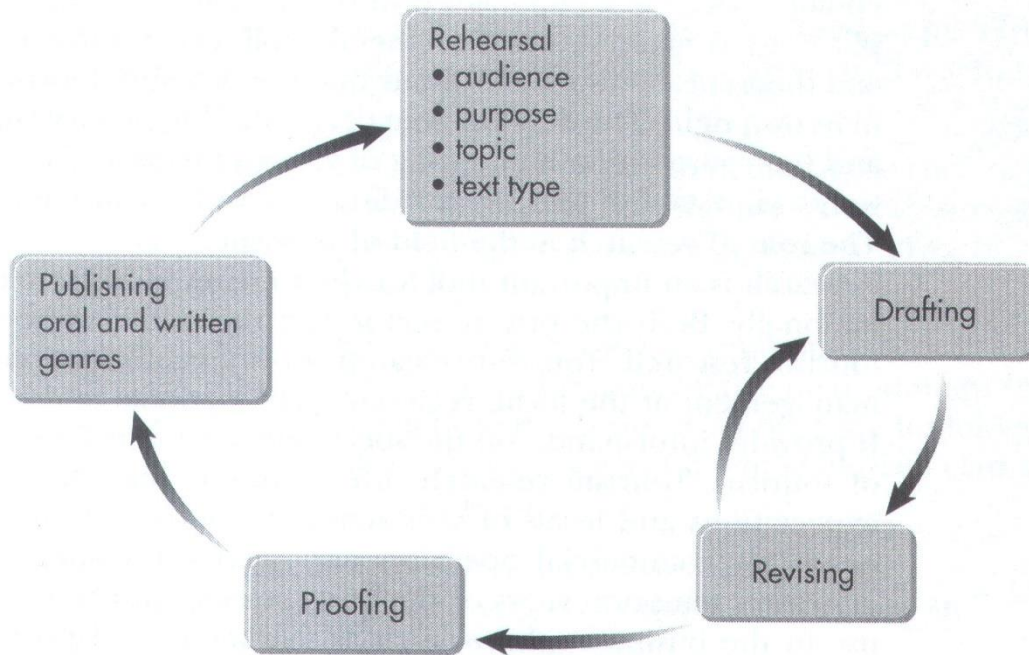 Rehearsal
• audience
• purpose
• topic
• text type
Drafting
Revising
Proofing
Publishing
oral and written
genres